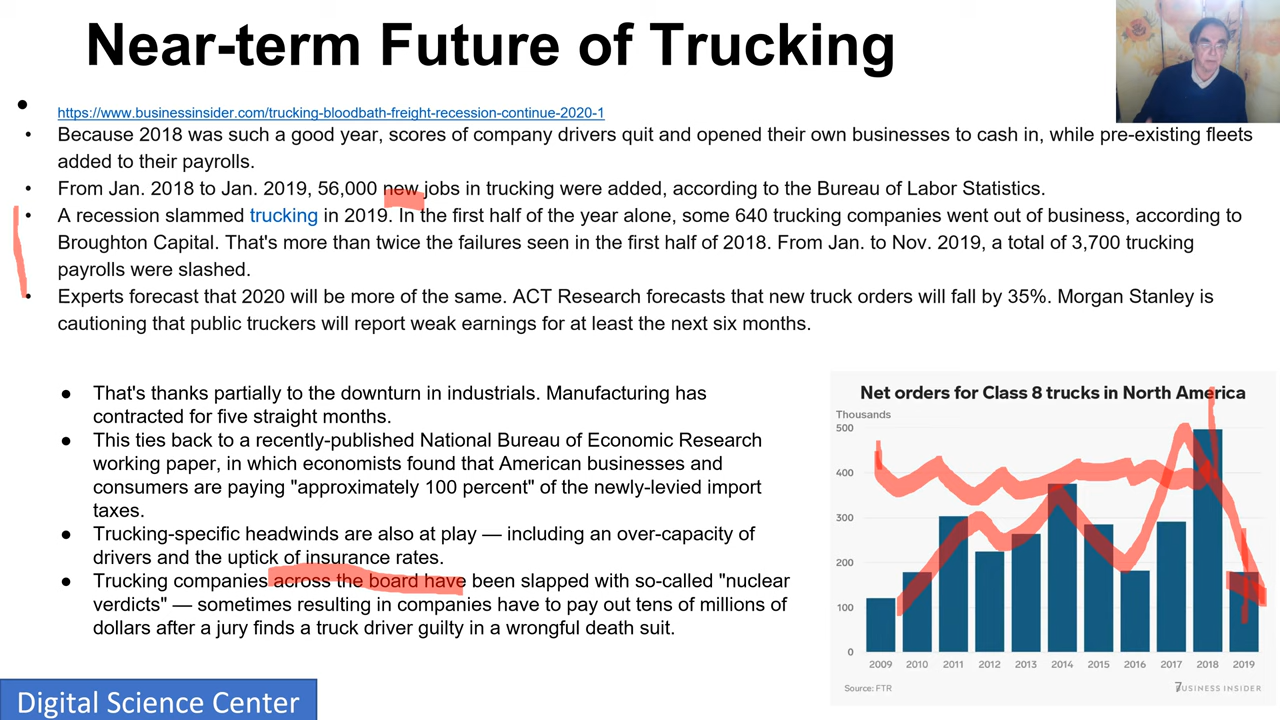 Near-term Future of Trucking
https://www.businessinsider.com/trucking-bloodbath-freight-recession-continue-2020-1
• Because 2018 was such a good year, scores of company drivers quit and opened their own businesses to cash in, while pre-existing fleets
added to their payrolls.
• From Jan. 2018 to Jan. 2019, 56,000 new jobs in trucking were added, according to the Bureau of Labor Statistics.
• A recession slammed trucking in 2019. In the first half of the year alone, some 640 trucking companies went out of business, according to
Broughton Capital. That's more than twice the failures seen in the first half of 2018. From Jan. to Nov. 2019, a total of 3,700 trucking
payrolls were slashed.
• Experts forecast that 2020 will be more of the same. ACT Research forecasts that new truck orders will fall by 35%. Morgan Stanley is
cautioning that public truckers will report weak earnings for at least the next six months.
● That's thanks partially to the downturn in industrials. Manufacturing has
contracted for five straight months.
● This ties back to a recently-published National Bureau of Economic Research
working paper, in which economists found that American businesses and
consumers are paying "approximately 100 percent" of the newly-levied import
taxes.
● Trucking-specific headwinds are also at play — including an over-capacity of
drivers and the uptick of insurance rates.
● Trucking companies across the board have been slapped with so-called "nuclear
verdicts" — sometimes resulting in companies have to pay out tens of millions of
dollars after a jury finds a truck driver guilty in a wrongful death suit.
Net orders for Class 8 trucks in North America
Thousands
500
400
300
200
100
0
2009 2010 2011 2012 2013 2014 2015 2016 2017 2018 2019
Source: FTR
BUSINESS INSIDER
7
Digital Science Center